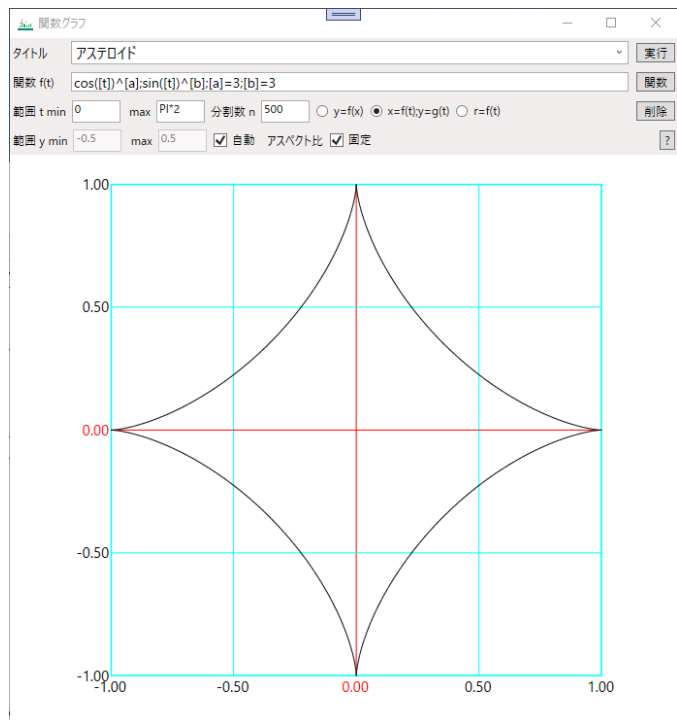 関数グラフ
タイトル アステロイド 実行
関数 f(t) cos([t])^[a];sin([t])^[b];[a]=3;[b]=3 関数
範囲 t min 0 max PI*2 分割数 n 500 y=f(x) x=f(t);y=g(t) r=f(t) 削除
範囲 y min -0.5 max 0.5 自動 アスペクト比 固定 ?
1.00
0.50
0.00
-0.50
-1.00
-1.00 -0.50 0.00 0.50 1.00